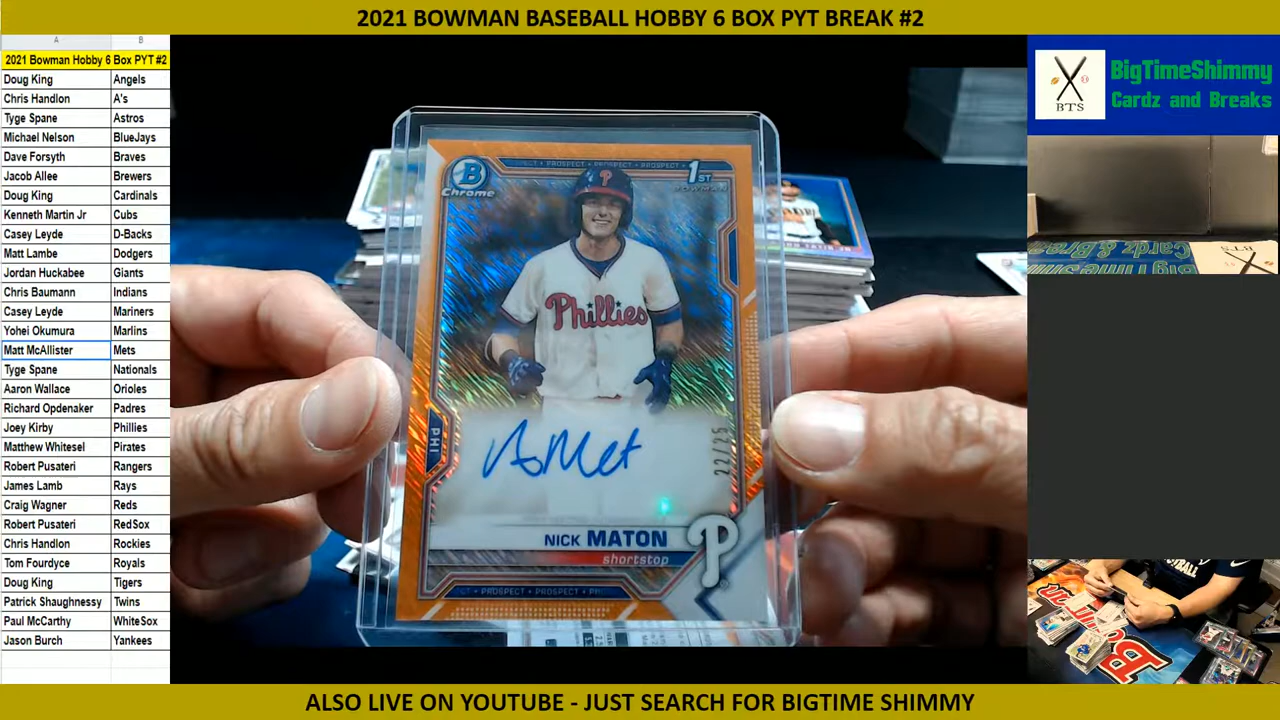 2021 BOWMAN BASEBALL HOBBY 6 BOX PYT BREAK #2
A B
2021 Bowman Hobby 6 Box PYT #2
Doug King Angels
Chris Handlon A's
Tyge Spane Astros
Michael Nelson BlueJays
Dave Forsyth Braves
Jacob Allee Brewers
Doug King Cardinals
Kenneth Martin Jr Cubs
Casey Leyde D-Backs
Matt Lambe Dodgers
Jordan Huckabee Giants
Chris Baumann Indians
Casey Leyde Mariners
Yohei Okumura Marlins
Matt McAllister Mets
Tyge Spane Nationals
Aaron Wallace Orioles
Richard Opdenaker Padres
Joey Kirby Phillies
Matthew Whitesel Pirates
Robert Pusateri Rangers
James Lamb Rays
Craig Wagner Reds
Robert Pusateri RedSox
Chris Handlon Rockies
Tom Fourdyce Royals
Doug King Tigers
Patrick Shaughnessy Twins
Paul McCarthy WhiteSox
Jason Burch Yankees
PROSPECT • PROSPECT • PROSPECT
B
Chrome
1ST
BOWMAN
P
Phillies
PHI
22/25
NICK MATON
shortstop
P
PROSPECT • PROSPECT
BTS
BigTimeShimmy
Cardz and Breaks
BTS
ALSO LIVE ON YOUTUBE - JUST SEARCH FOR BIGTIME SHIMMY